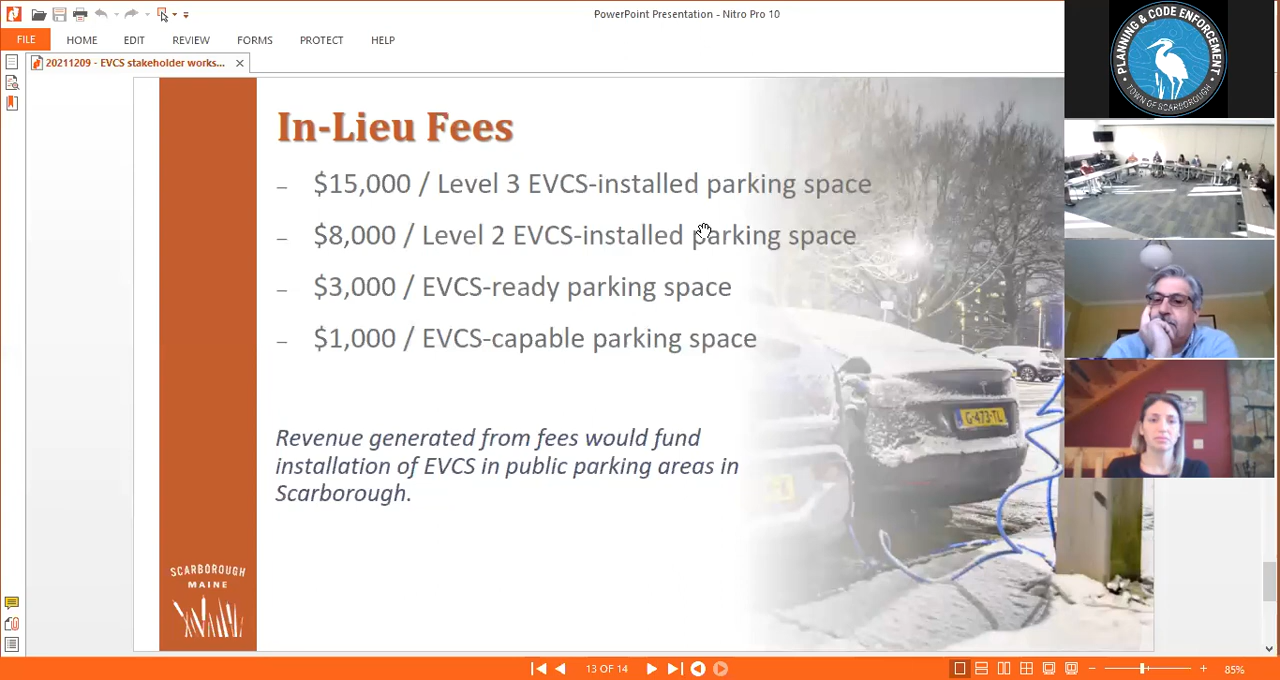 PowerPoint Presentation - Nitro Pro 10
FILE HOME EDIT REVIEW FORMS PROTECT HELP
20211209 - EVCS stakeholder works...
In-Lieu Fees
– $15,000 / Level 3 EVCS-installed parking space
– $8,000 / Level 2 EVCS-installed parking space
– $3,000 / EVCS-ready parking space
– $1,000 / EVCS-capable parking space
Revenue generated from fees would fund
installation of EVCS in public parking areas in
Scarborough.
SCARBOROUGH
MAINE
G-473-TL
PLANNING & CODE ENFORCEMENT
TOWN OF SCARBOROUGH
13 OF 14
85%